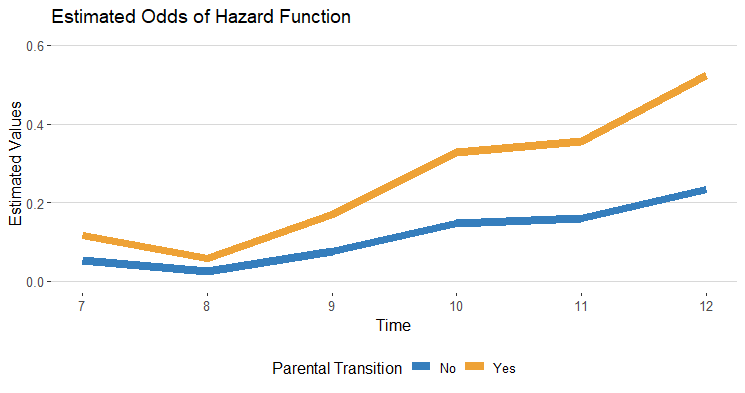 Estimated Odds of Hazard Function
Estimated Values
0.6
0.4
0.2
0.0
7 8 9 10 11 12
Time
Parental Transition No Yes